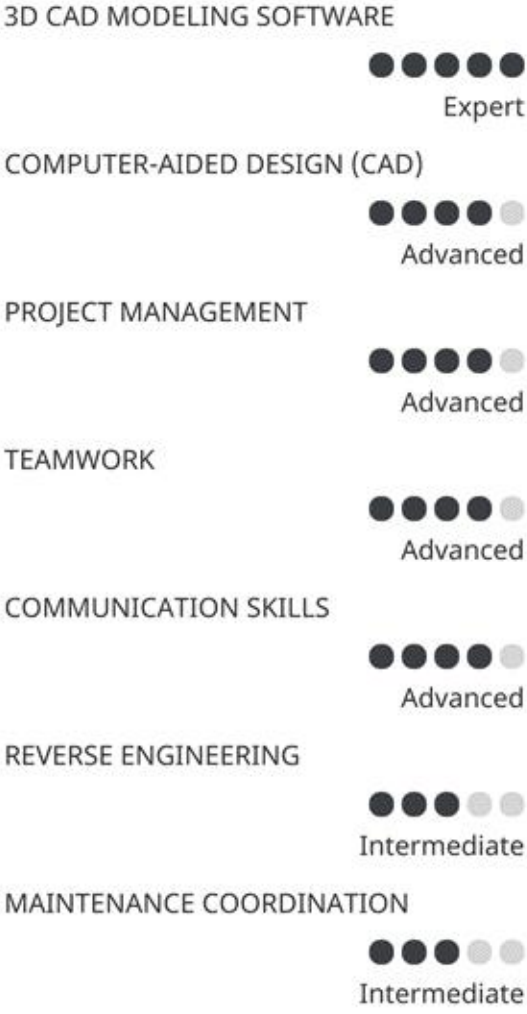 3D CAD MODELING SOFTWARE
Expert
COMPUTER-AIDED DESIGN (CAD)
Advanced
PROJECT MANAGEMENT
Advanced
TEAMWORK
Advanced
COMMUNICATION SKILLS
Advanced
REVERSE ENGINEERING
Intermediate
MAINTENANCE COORDINATION
Intermediate